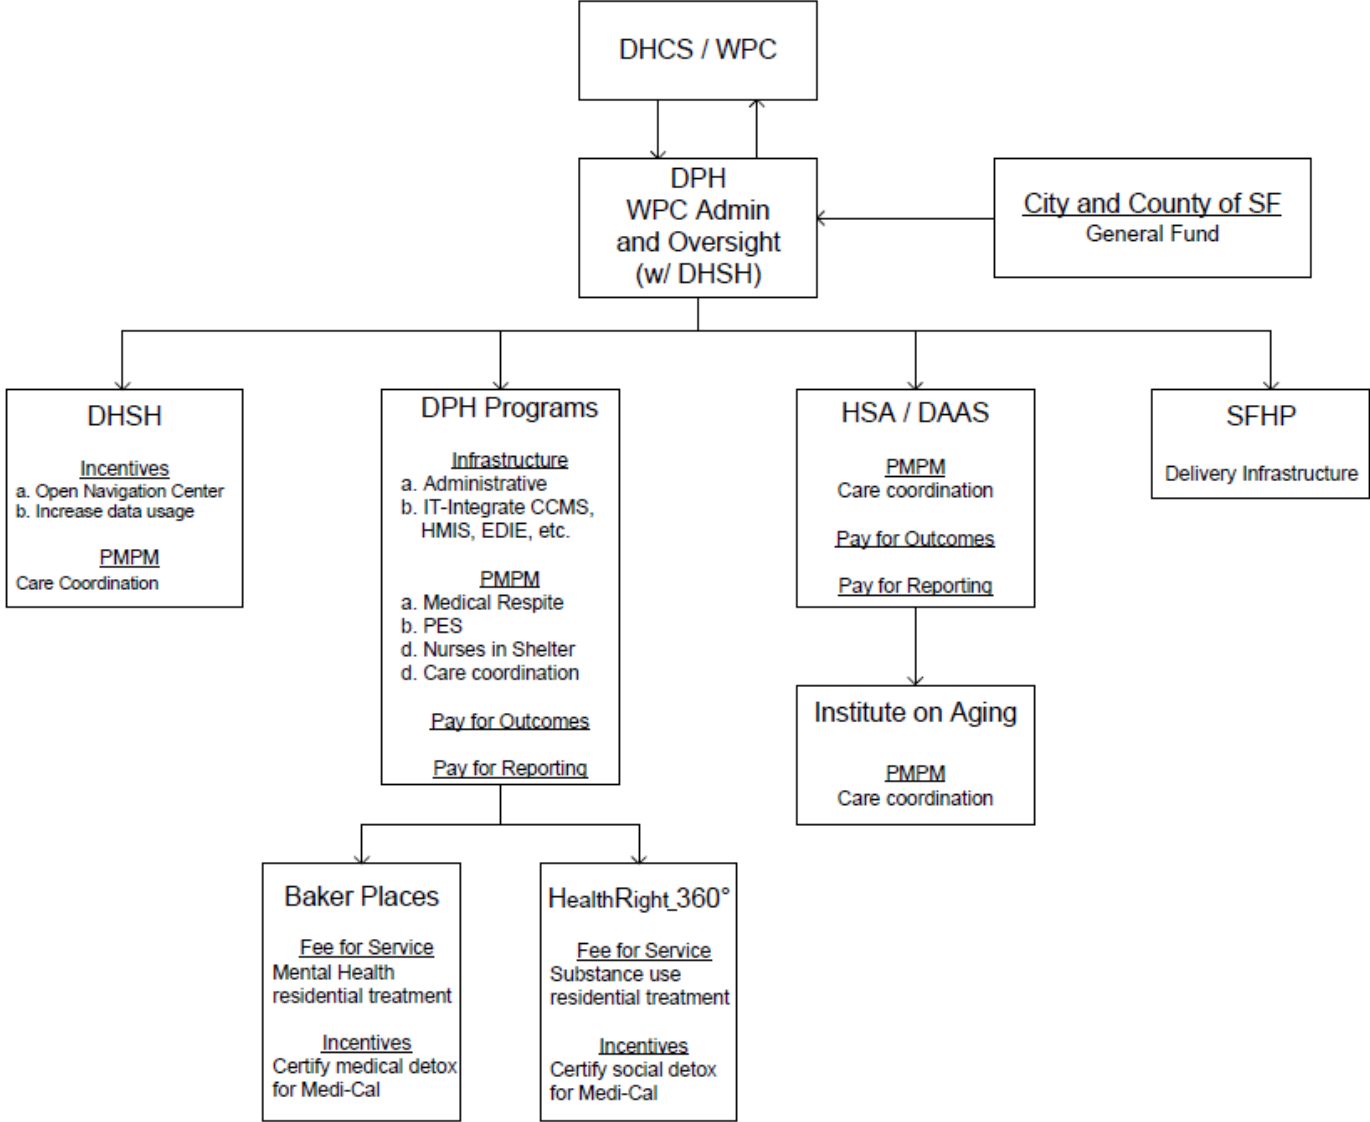 DHCS / WPC
DPH
WPC Admin
and Oversight
(w/ DHSH)
City and County of SF
General Fund
DHSH
Incentives
a. Open Navigation Center
b. Increase data usage
PMPM
Care Coordination
DPH Programs
Infrastructure
a. Administrative
b. IT-Integrate CCMS,
HMIS, EDIE, etc.
PMPM
a. Medical Respite
b. PES
d. Nurses in Shelter
d. Care coordination
Pay for Outcomes
Pay for Reporting
HSA / DAAS
PMPM
Care coordination
Pay for Outcomes
Pay for Reporting
SFHP
Delivery Infrastructure
Institute on Aging
PMPM
Care coordination
Baker Places
Fee for Service
Mental Health
residential treatment
Incentives
Certify medical detox
for Medi-Cal
HealthRight_360°
Fee for Service
Substance use
residential treatment
Incentives
Certify social detox
for Medi-Cal